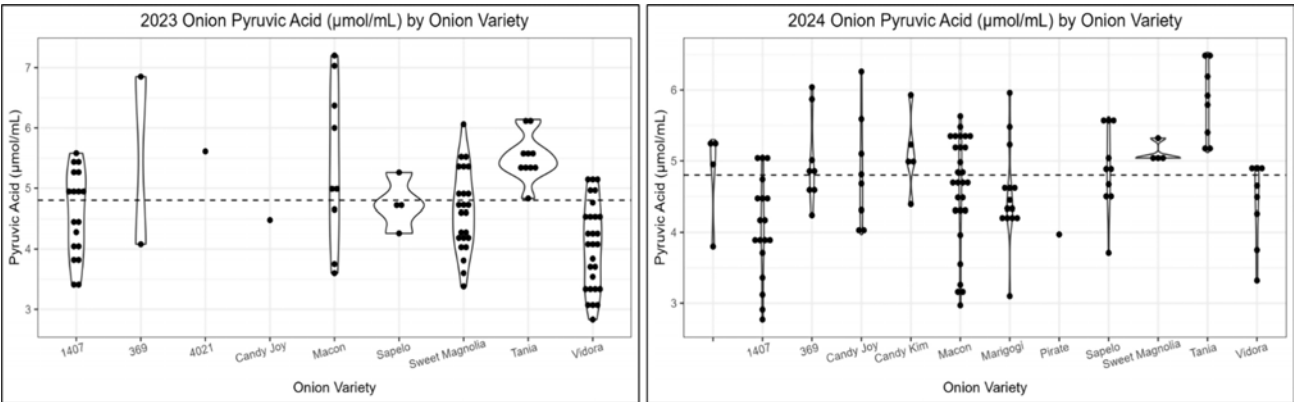 2023 Onion Pyruvic Acid (µmol/mL) by Onion Variety
Pyruvic Acid (µmol/mL)
7
6
5
4
3
1407
369
4021
Candy Joy
Macon
Sapelo
Sweet Magnolia
Tania
Vidora
Onion Variety
2024 Onion Pyruvic Acid (µmol/mL) by Onion Variety
Pyruvic Acid (µmol/mL)
6
5
4
3
1407
369
Candy Joy
Candy Kim
Macon
Marigogi
Pirate
Sapelo
Sweet Magnolia
Tania
Vidora
Onion Variety